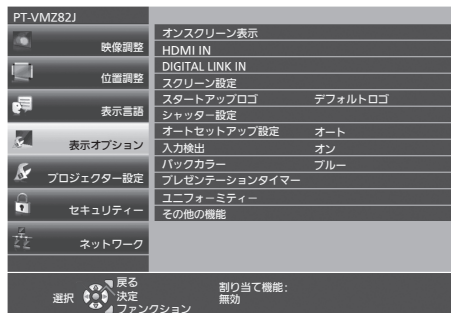 PT-VMZ82J
映像調整
位置調整
表示言語
表示オプション
プロジェクター設定
セキュリティー
ネットワーク
オンスクリーン表示
HDMI IN
DIGITAL LINK IN
スクリーン設定
スタートアップロゴ デフォルトロゴ
シャッター設定
オートセットアップ設定 オート
入力検出 オン
バックカラー ブルー
プレゼンテーションタイマー
ユニフォーミティー
その他の機能
選択
戻る
決定
ファンクション
割り当て機能:
無効